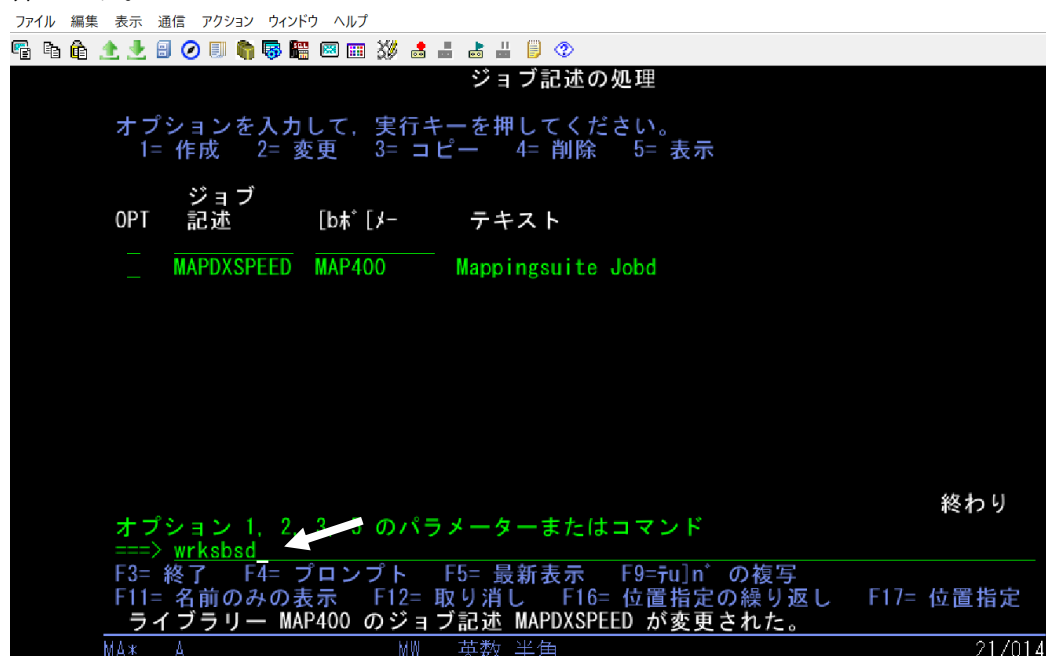 ファイル 編集 表示 通信 アクション ウィンドウ ヘルプ
ジョブ記述の処理
オプションを入力して, 実行キーを押してください。
1= 作成 2= 変更 3= コピー 4= 削除 5= 表示
ジョブ
OPT 記述 [bﾎﾞ[ﾒｰ テキスト
MAPDXSPEED MAP400 Mappingsuite Jobd
終わり
オプション 1, 2, 3, 5 のパラメーターまたはコマンド
===> wrksbsd_
F3= 終了 F4= プロンプト F5= 最新表示 F9=ﾃu]nﾞ の複写
F11= 名前のみの表示 F12= 取り消し F16= 位置指定の繰り返し F17= 位置指定
ライブラリー MAP400 のジョブ記述 MAPDXSPEED が変更された。
MA* A MW 英数 半角 21/014